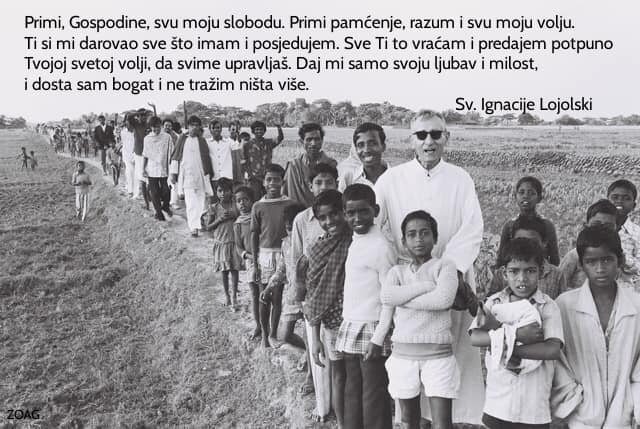 Primi, Gospodine, svu moju slobodu. Primi pamćenje, razum i svu moju volju.
Ti si mi darovao sve što imam i posjedujem. Sve Ti to vraćam i predajem potpuno
Tvojoj svetoj volji, da svime upravljaš. Daj mi samo svoju ljubav i milost,
i dosta sam bogat i ne tražim ništa više.
Sv. Ignacije Lojolski
ZOAG